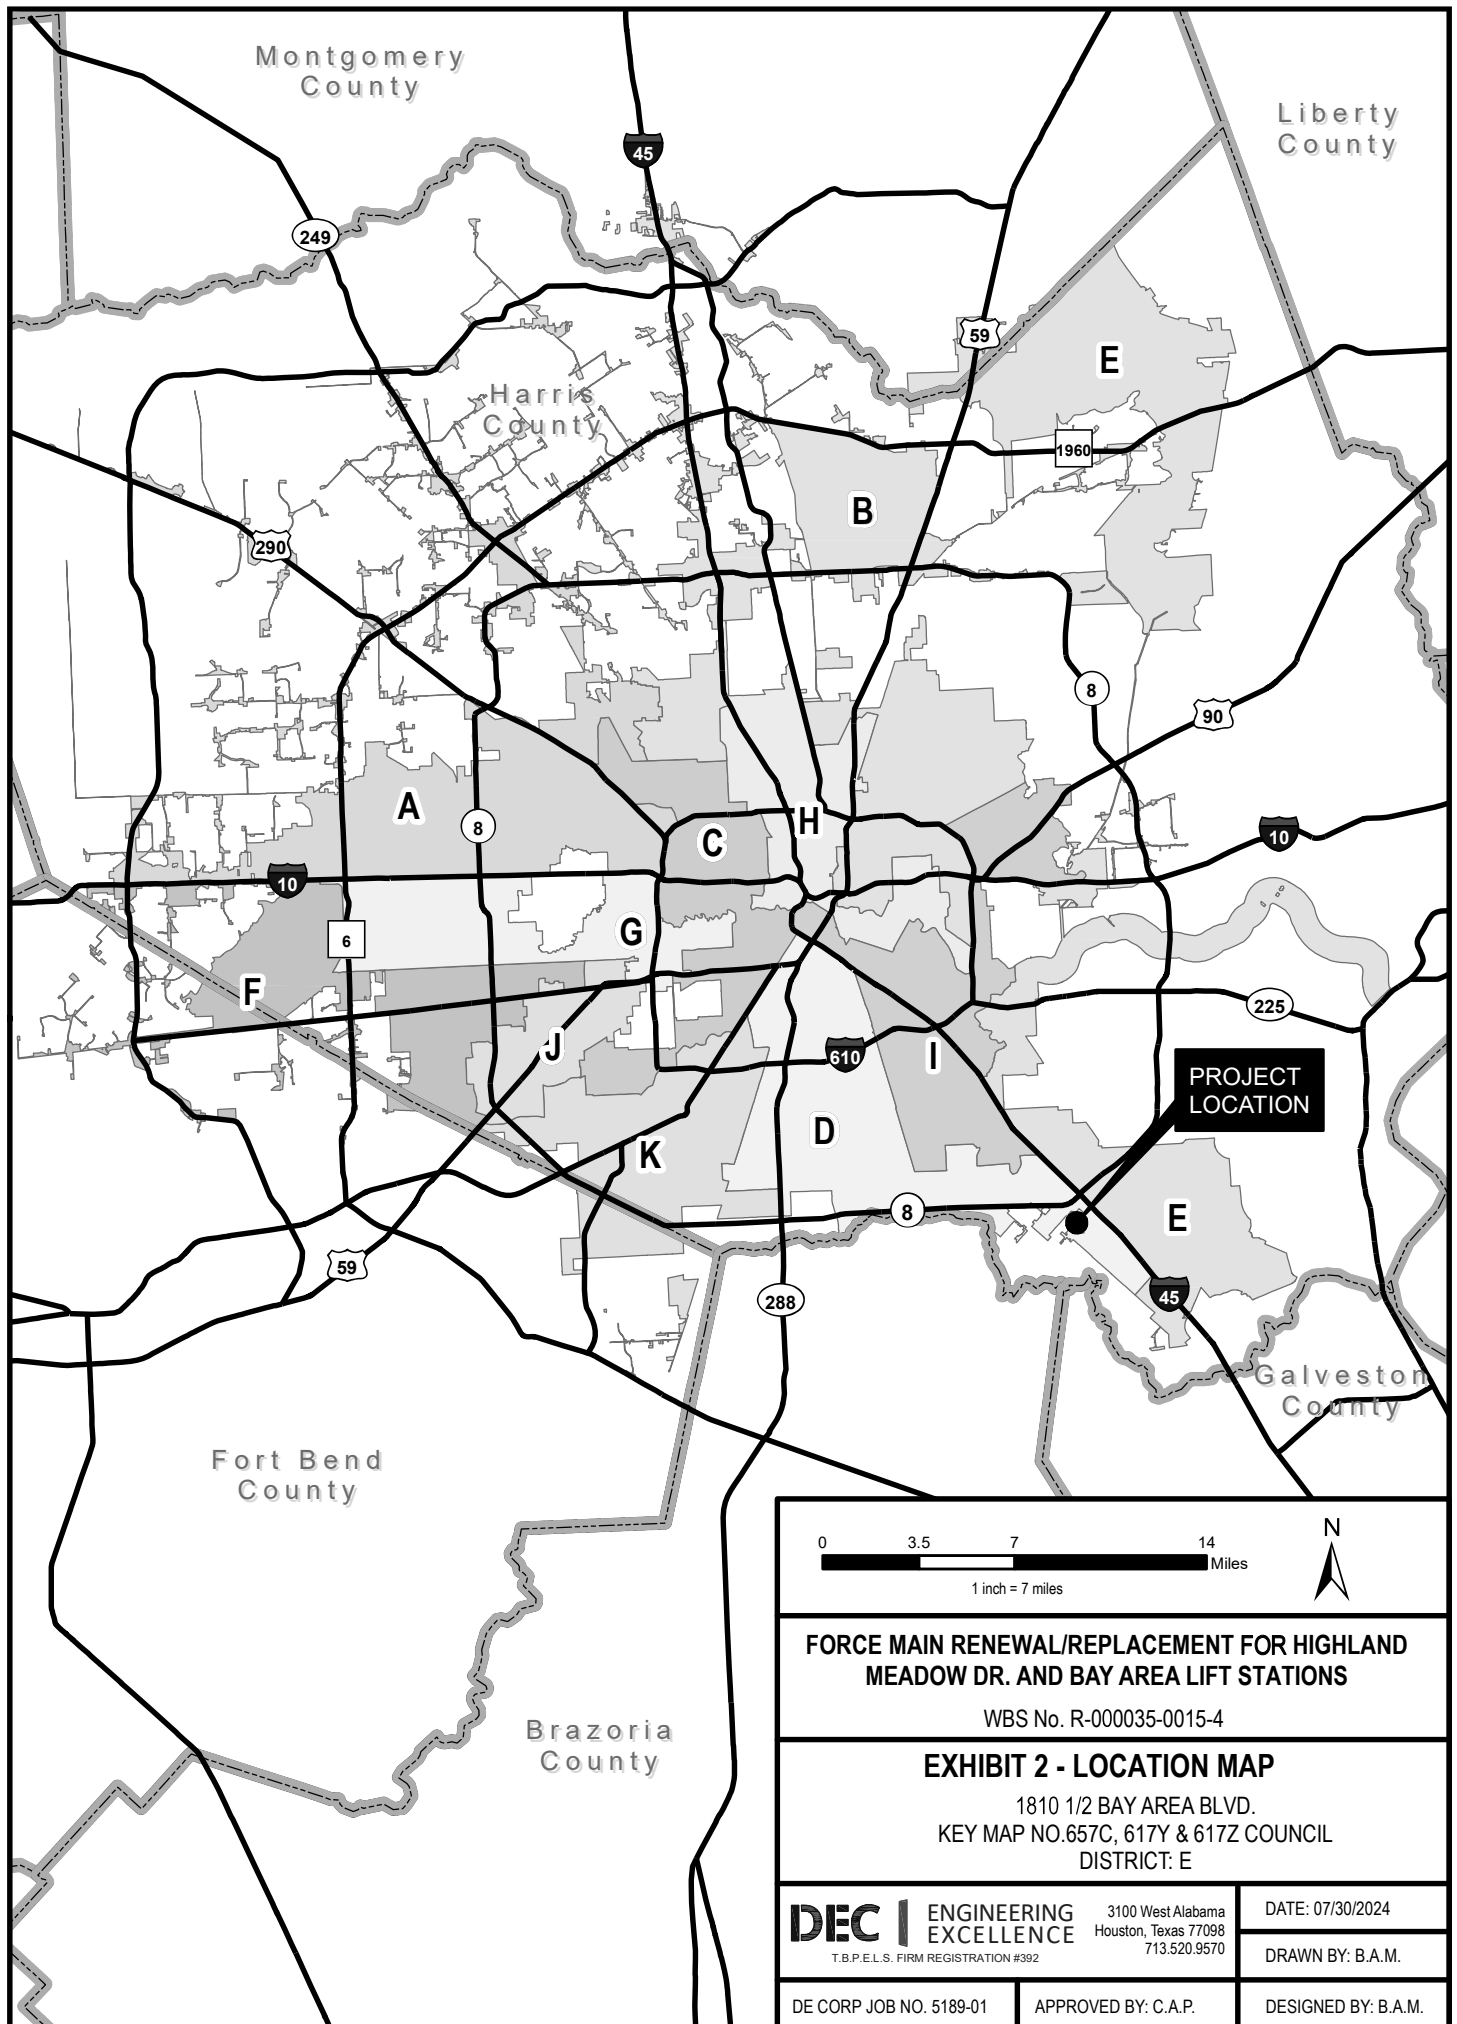 Montgomery
County
Liberty
County
45
249
59
E
Harris
County
1960
B
290
8
90
A
8
H
C
10
10
6
G
F
225
J
610
I
PROJECT
LOCATION
D
K
8
E
59
288
45
Galveston
County
Fort Bend
County
Brazoria
County
0 3.5 7 14
Miles
1 inch = 7 miles
N
FORCE MAIN RENEWAL/REPLACEMENT FOR HIGHLAND
MEADOW DR. AND BAY AREA LIFT STATIONS
WBS No. R-000035-0015-4
EXHIBIT 2 - LOCATION MAP
1810 1/2 BAY AREA BLVD.
KEY MAP NO.657C, 617Y & 617Z COUNCIL
DISTRICT: E
DEC ENGINEERING
EXCELLENCE
T.B.P.E.L.S. FIRM REGISTRATION #392
3100 West Alabama
Houston, Texas 77098
713.520.9570
DATE: 07/30/2024
DRAWN BY: B.A.M.
DE CORP JOB NO. 5189-01
APPROVED BY: C.A.P.
DESIGNED BY: B.A.M.